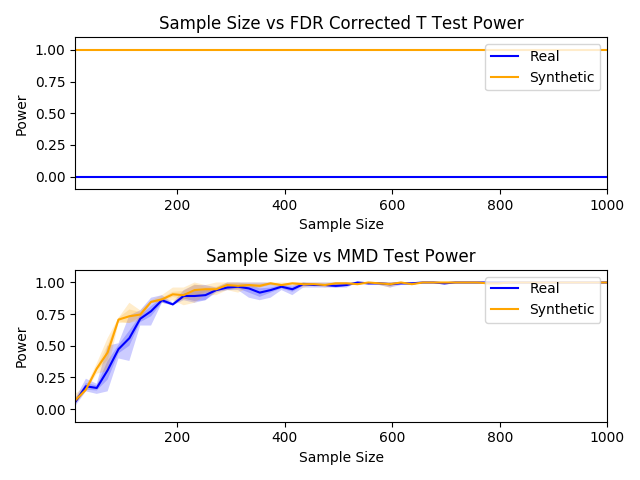 Sample Size vs FDR Corrected T Test Power
1.00
0.75
0.50
0.25
0.00
Power
Real
Synthetic
200
400
600
800
1000
Sample Size
Sample Size vs MMD Test Power
1.00
0.75
0.50
0.25
0.00
Power
Real
Synthetic
200
400
600
800
1000
Sample Size